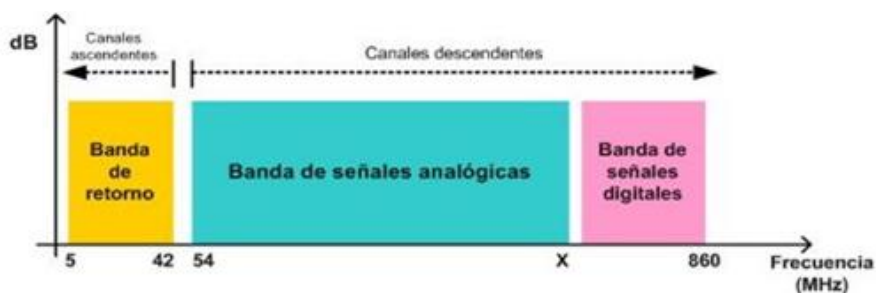 dB
Canales
ascendentes
Canales descendentes
Banda
de
retorno
Banda de señales analógicas
Banda de
señales
digitales
5 42 54 X 860 Frecuencia
(MHz)